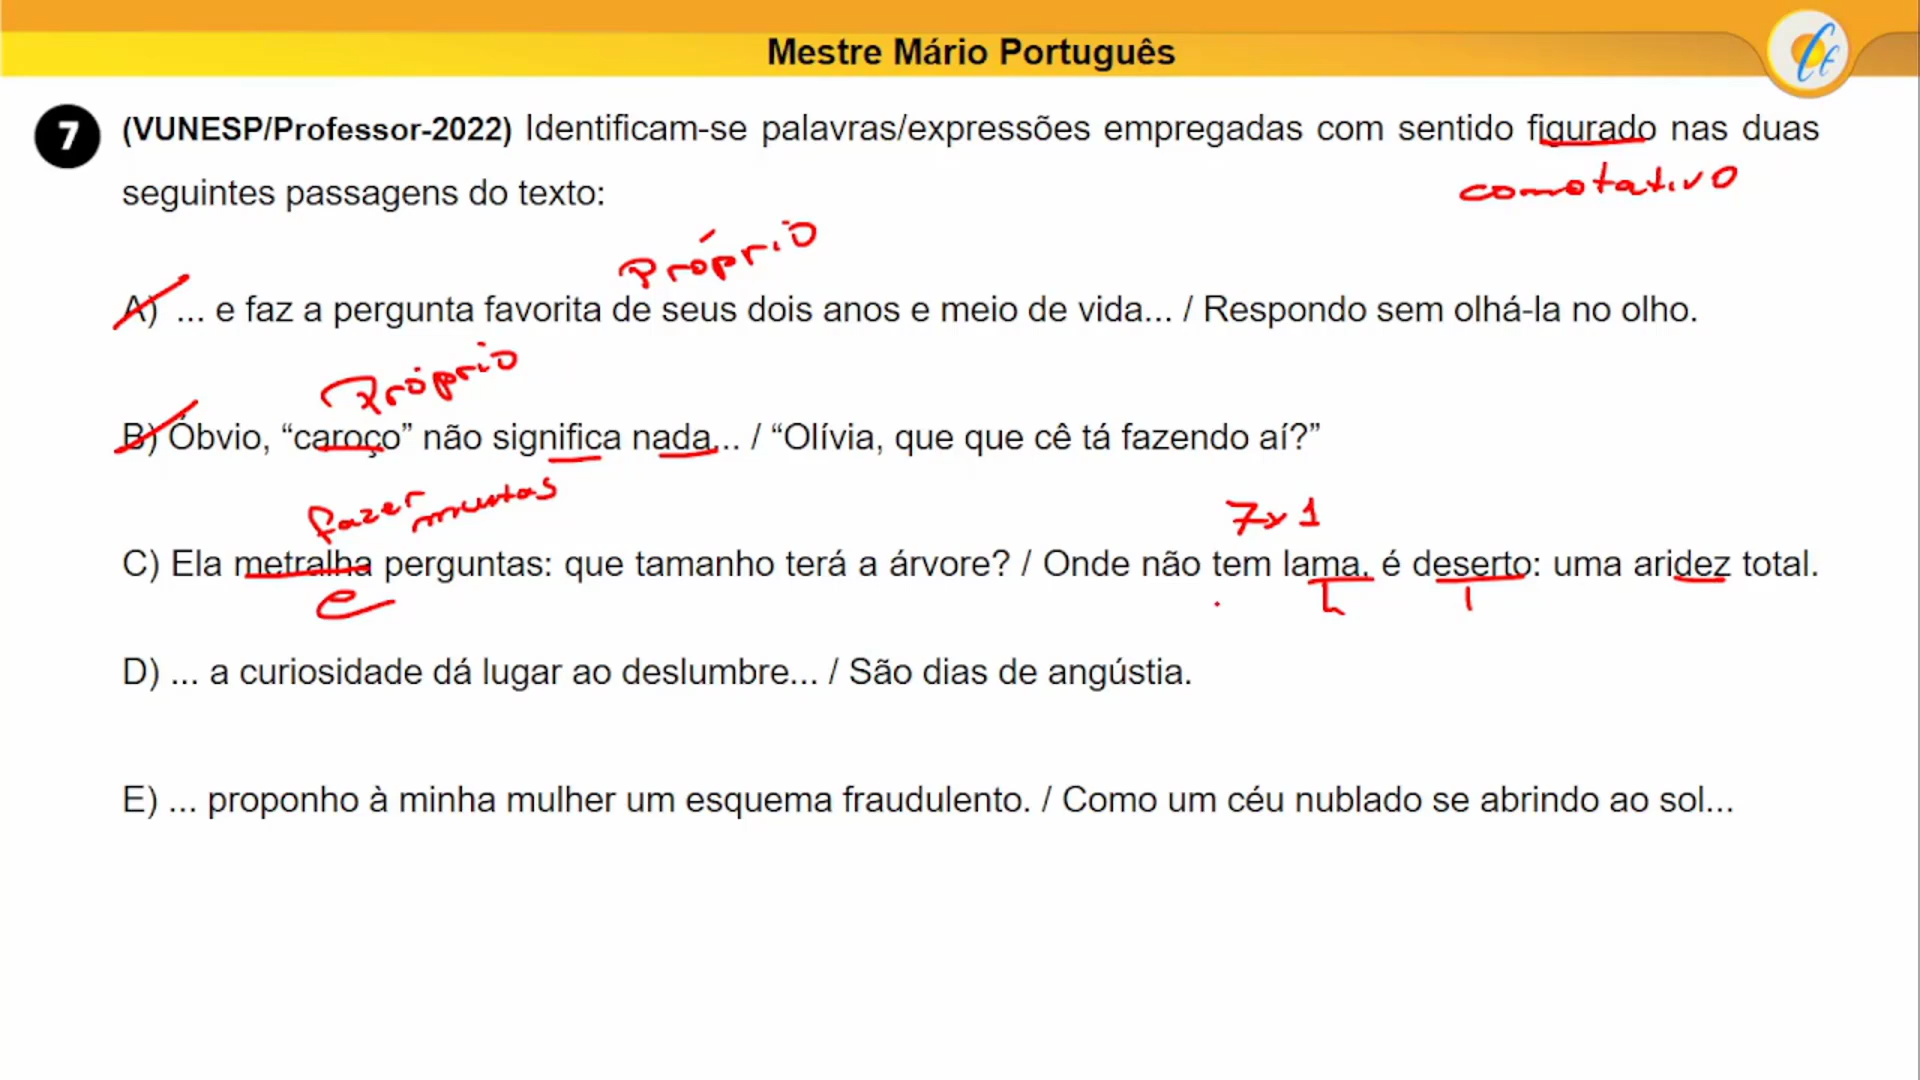 Mestre Mário Português
7 (VUNESP/Professor-2022) Identificam-se palavras/expressões empregadas com sentido figurado nas duas
conotativo
seguintes passagens do texto:
Próprio
A) ... e faz a pergunta favorita de seus dois anos e meio de vida... / Respondo sem olhá-la no olho.
Próprio
B) Óbvio, “caroço” não significa nada... / “Olívia, que que cê tá fazendo aí?”
fazer muitas
7x1
C) Ela metralha perguntas: que tamanho terá a árvore? / Onde não tem lama, é deserto: uma aridez total.
D) ... a curiosidade dá lugar ao deslumbre... / São dias de angústia.
E) ... proponho à minha mulher um esquema fraudulento. / Como um céu nublado se abrindo ao sol...